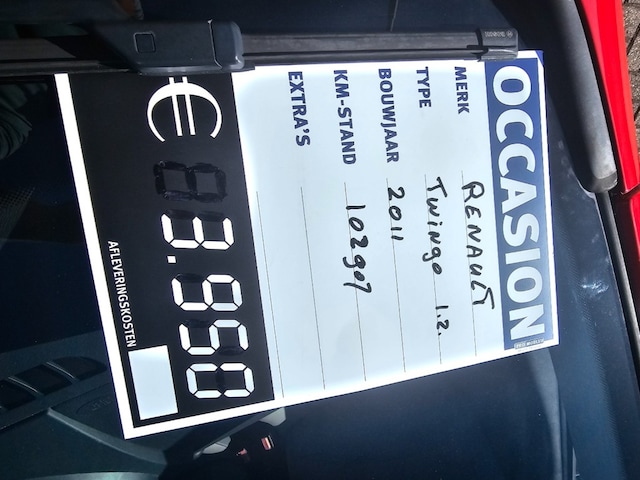 OCCASION
MERK RENAULT
TYPE Twingo 1.2.
BOUWJAAR 2011
KM-STAND 102907
EXTRA'S
€ 3.950
AFLEVERINGSKOSTEN